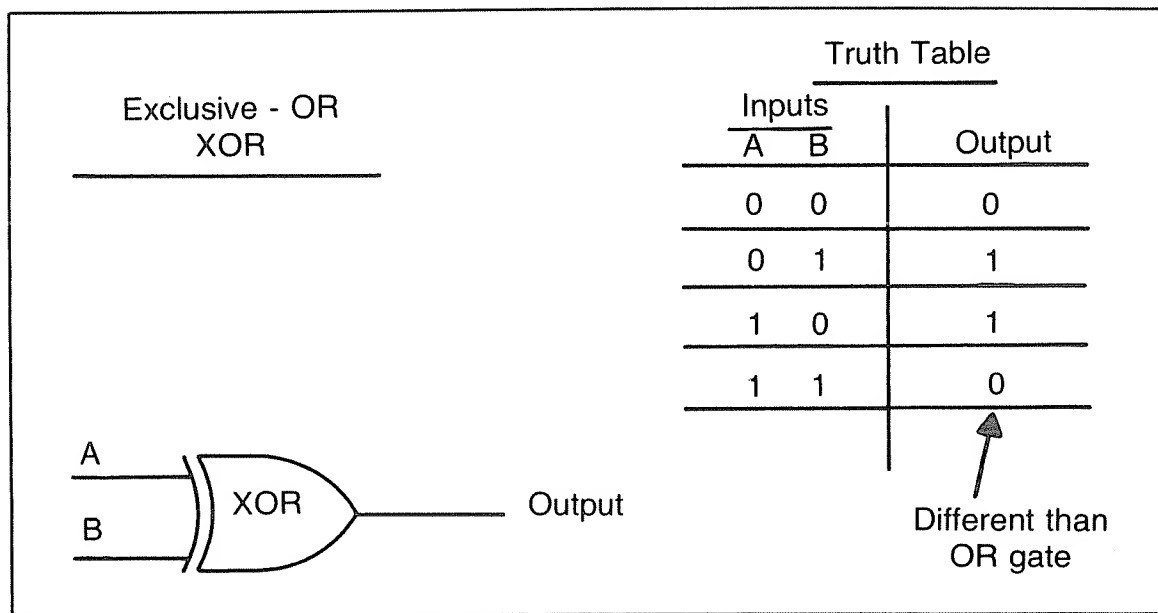 Exclusive - OR
XOR
Truth Table
Inputs
A B Output
0 0 0
0 1 1
1 0 1
1 1 0
Different than
OR gate
A
B
XOR
Output